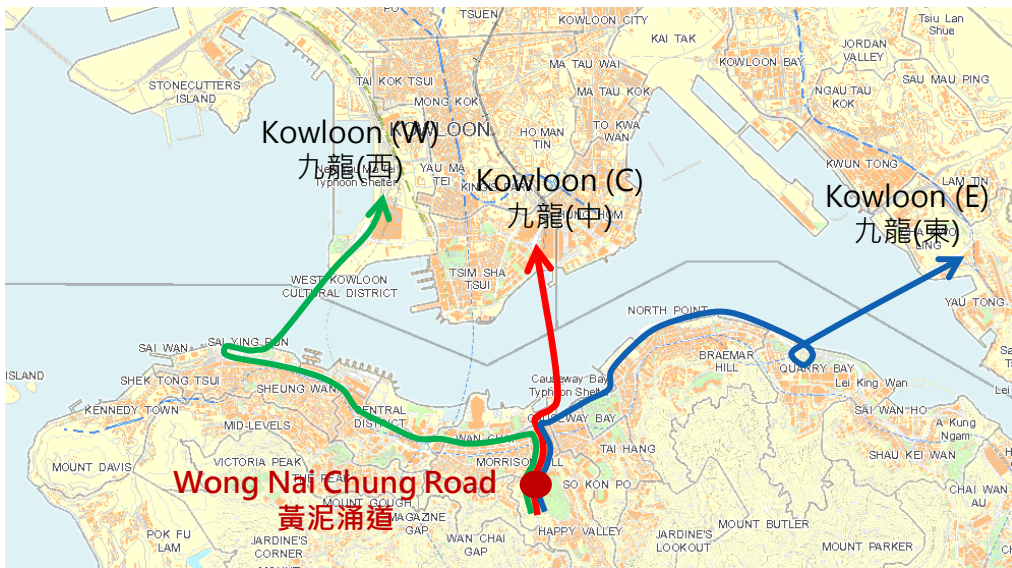 TSUEN
KOWLOON CITY
Tsiu Lan
Shue
KAI TAK
JORDAN
VALLEY
KOWLOON BAY
MA TAU WAI
TAI KOK TSUI
STONECUTTERS
ISLAND
SAU MAU PING
NGAU TAU
KOK
MA TAU KOK
MONG KOK
Kowloon (W)
九龍(西)
KOWLOON
HO MAN
TIN
TO KWA
WAN
YAU MA
TEI
Typhoon Shelter
KWUN TONG
LAM TIN
Kowloon (C)
九龍(中)
Kowloon (E)
九龍(東)
LING
TSIM SHA
TSUI
WEST KOWLOON
CULTURAL DISTRICT
YAU TONG
NORTH POINT
SAI WAN
SAI YING PUN
BRAEMAR
HILL
QUARRY BAY
Lei King Wan
ISLAND
SHEK TONG TSUI
SHEUNG WAN
Causeway Bay
Typhoon Shelter
KENNEDY TOWN
MID-LEVELS
CENTRAL
DISTRICT
CAUSEWAY BAY
SAI WAN HO
A Kung
Ngam
WAN CHAI
TAI HANG
SHAU KEI WAN
MOUNT DAVIS
VICTORIA PEAK
THE PEAK
MORRISON HILL
Wong Nai Chung Road
黃泥涌道
SO KON PO
CHAI WAN
AU
MOUNT GOUGH
MAGAZINE
GAP
HAPPY VALLEY
MOUNT BUTLER
POK FU
LAM
JARDINE'S
CORNER
WAN CHAI
GAP
JARDINE'S
LOOKOUT
MOUNT PARKER